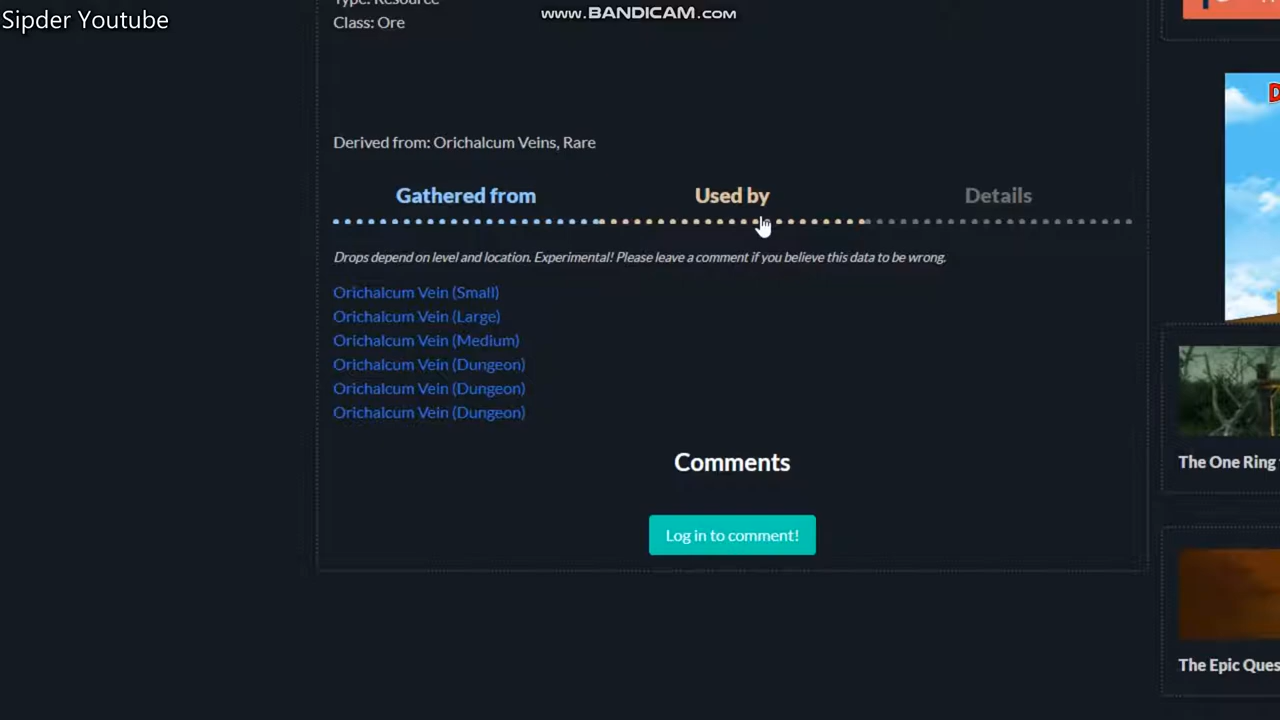 Sipder Youtube
www.BANDICAM.com
Type: Resource
Class: Ore
Derived from: Orichalcum Veins, Rare
Gathered from
Used by
Details
Drops depend on level and location. Experimental! Please leave a comment if you believe this data to be wrong.
Orichalcum Vein (Small)
Orichalcum Vein (Large)
Orichalcum Vein (Medium)
Orichalcum Vein (Dungeon)
Orichalcum Vein (Dungeon)
Orichalcum Vein (Dungeon)
Comments
Log in to comment!
The One Ring
The Epic Ques